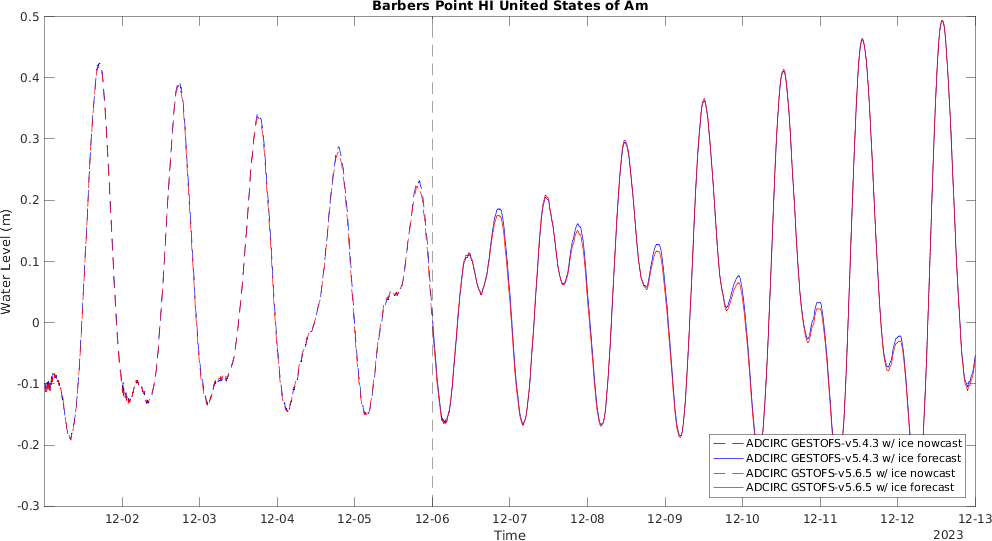 Barbers Point HI United States of Am
0.5
0.4
0.3
0.2
0.1
0
-0.1
-0.2
-0.3
Water Level (m)
ADCIRC GESTOFS-v5.4.3 w/ ice nowcast
ADCIRC GESTOFS-v5.4.3 w/ ice forecast
ADCIRC GSTOFS-v5.6.5 w/ ice nowcast
ADCIRC GSTOFS-v5.6.5 w/ ice forecast
12-02 12-03 12-04 12-05 12-06 12-07 12-08 12-09 12-10 12-11 12-12 12-13
Time
2023